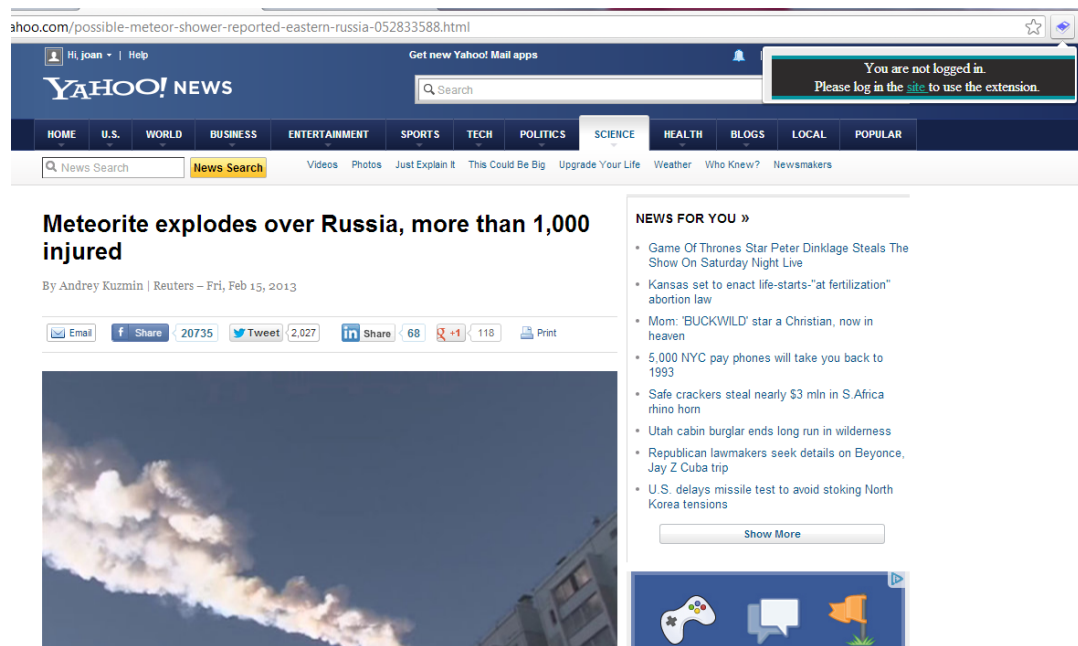 ahoo.com/possible-meteor-shower-reported-eastern-russia-052833588.html
Hi, joan | Help
Get new Yahoo! Mail apps
You are not logged in.
Please log in the site to use the extension.
YAHOO! NEWS
Search
HOME U.S. WORLD BUSINESS ENTERTAINMENT SPORTS TECH POLITICS SCIENCE HEALTH BLOGS LOCAL POPULAR
News Search News Search Videos Photos Just Explain It This Could Be Big Upgrade Your Life Weather Who Knew? Newsmakers
Meteorite explodes over Russia, more than 1,000
injured
By Andrey Kuzmin | Reuters – Fri, Feb 15, 2013
Email f Share 20735 Tweet 2,027 in Share 68 g +1 118 Print
NEWS FOR YOU »
• Game Of Thrones Star Peter Dinklage Steals The
Show On Saturday Night Live
• Kansas set to enact life-starts-"at fertilization"
abortion law
• Mom: 'BUCKWILD' star a Christian, now in
heaven
• 5,000 NYC pay phones will take you back to
1993
• Safe crackers steal nearly $3 mln in S.Africa
rhino horn
• Utah cabin burglar ends long run in wilderness
• Republican lawmakers seek details on Beyonce,
Jay Z Cuba trip
• U.S. delays missile test to avoid stoking North
Korea tensions
Show More